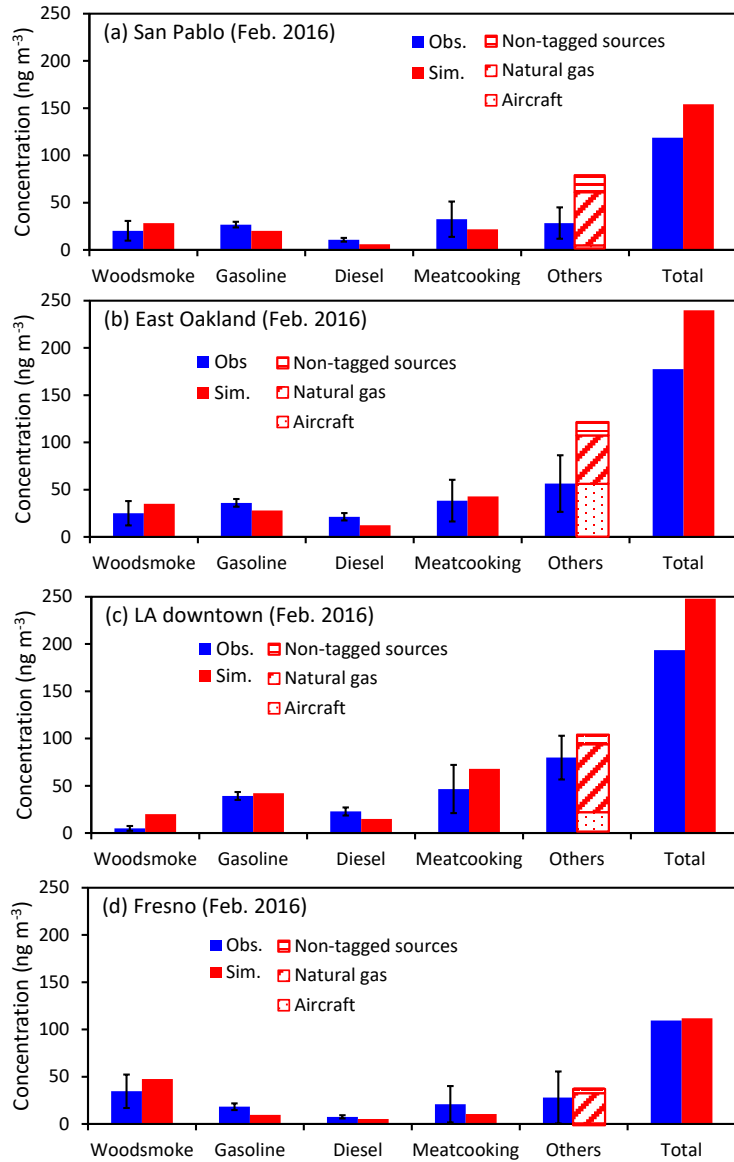 (a) San Pablo (Feb. 2016)
Obs. Non-tagged sources
Sim. Natural gas
Aircraft
Concentration (ng m-3)
250
200
150
100
50
0
Woodsmoke Gasoline Diesel Meatcooking Others Total
(b) East Oakland (Feb. 2016)
Obs Non-tagged sources
Sim. Natural gas
Aircraft
Concentration (ng m-3)
250
200
150
100
50
0
Woodsmoke Gasoline Diesel Meatcooking Others Total
(c) LA downtown (Feb. 2016)
Obs. Non-tagged sources
Sim. Natural gas
Aircraft
Concentration (ng m-3)
250
200
150
100
50
0
Woodsmoke Gasoline Diesel Meatcooking Others Total
(d) Fresno (Feb. 2016)
Obs. Non-tagged sources
Sim. Natural gas
Aircraft
Concentration (ng m-3)
250
200
150
100
50
0
Woodsmoke Gasoline Diesel Meatcooking Others Total